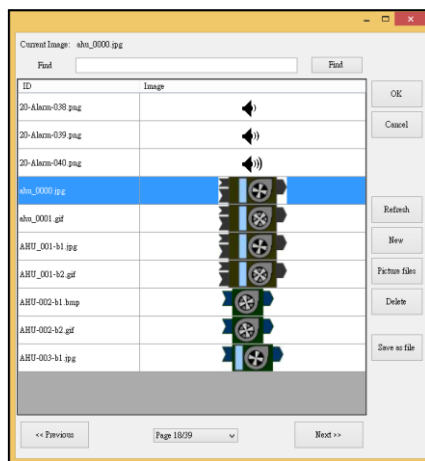 Current Image: ahu_0000.jpg
Find
Find
ID Image
OK
20-Alarm-038.png
Cancel
20-Alarm-039.png
20-Alarm-040.png
ahu_0000.jpg
Refresh
ahu_0001.gif
New
AHU_001-b1.jpg
AHU_001-b2.gif
Picture files
AHU-002-b1.bmp
Delete
AHU-002-b2.gif
Save as file
AHU-003-b1.jpg
<< Previous
Page 18/39
Next >>